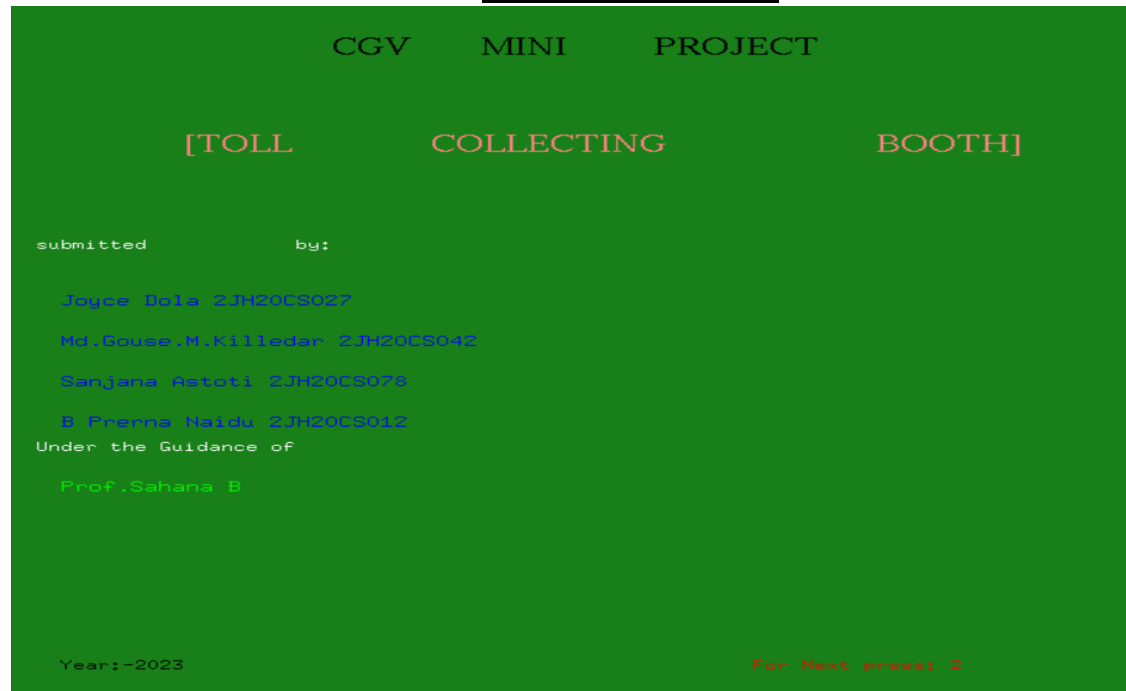 CGV MINI PROJECT
[TOLL COLLECTING BOOTH]
submitted by:
Joyce Dola 2JH20CS027
Md.Gouse.M.Killedar 2JH20CS042
Sanjana Astoti 2JH20CS078
B Prerna Naidu 2JH20CS012
Under the Guidance of
Prof.Sahana B
Year:-2023
For Next press: 2